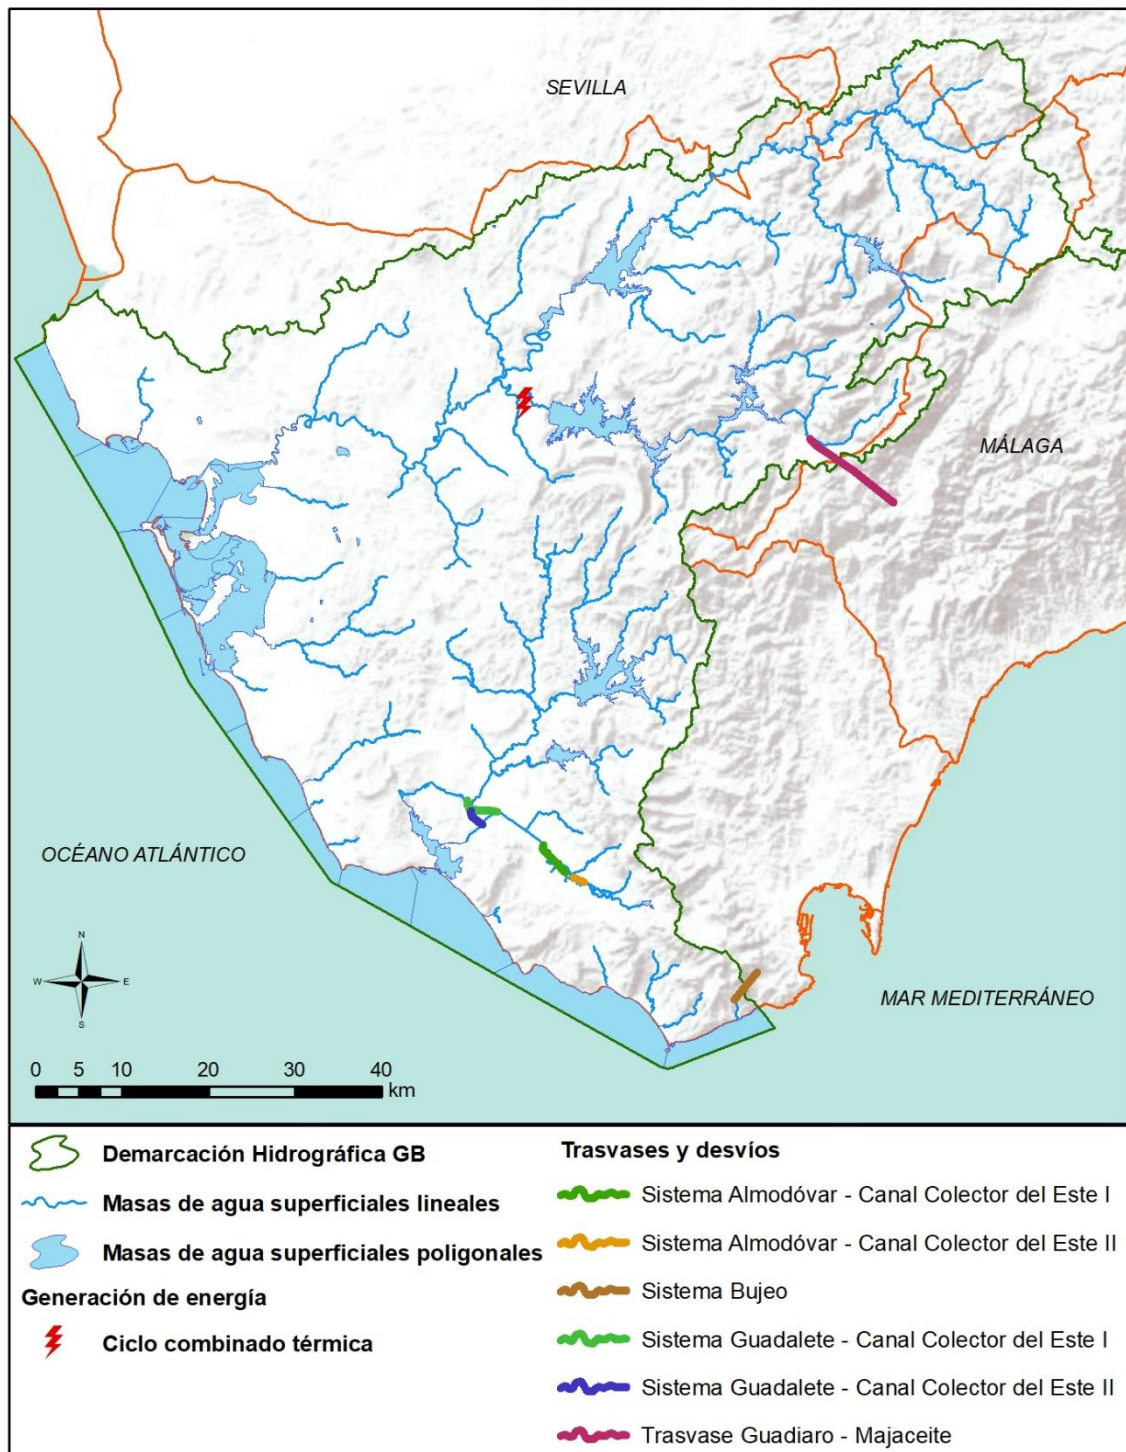 SEVILLA
MÁLAGA
OCÉANO ATLÁNTICO
MAR MEDITERRÁNEO
N
W E
S
0 5 10 20 30 40
km
Demarcación Hidrográfica GB
Masas de agua superficiales lineales
Masas de agua superficiales poligonales
Generación de energía
Ciclo combinado térmica
Trasvases y desvíos
Sistema Almodóvar - Canal Colector del Este I
Sistema Almodóvar - Canal Colector del Este II
Sistema Bujeo
Sistema Guadalete - Canal Colector del Este I
Sistema Guadalete - Canal Colector del Este II
Trasvase Guadiaro - Majaceite